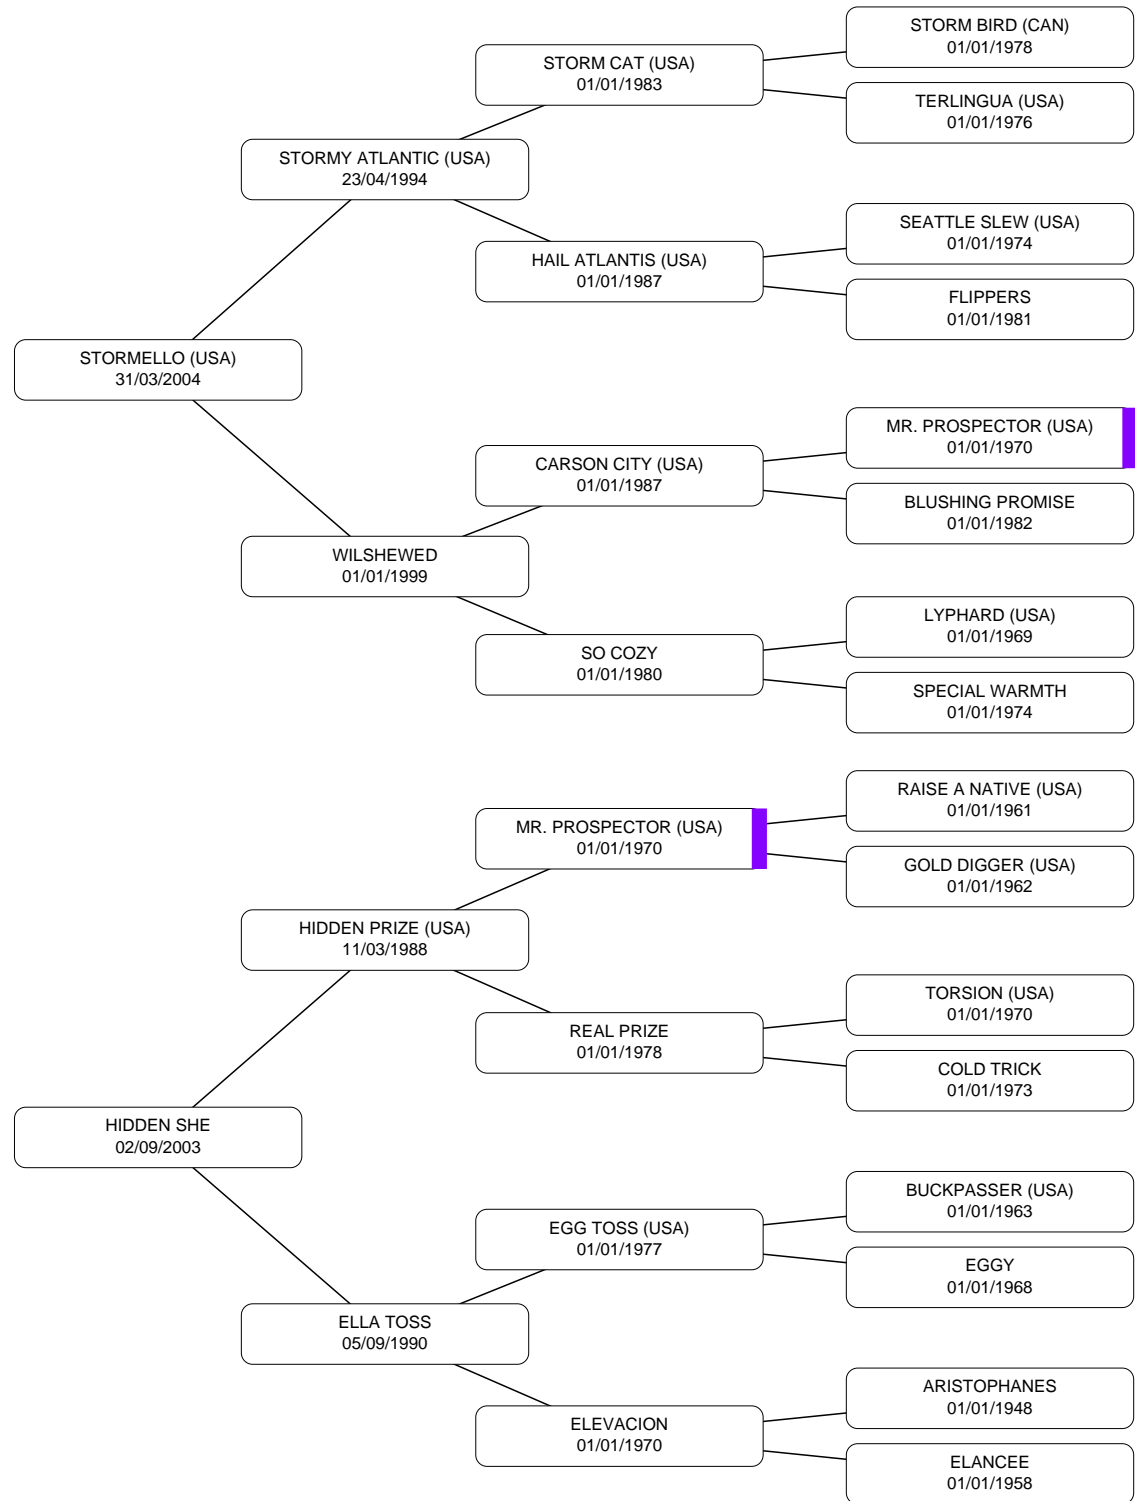 STORM BIRD (CAN)
01/01/1978
STORM CAT (USA)
01/01/1983
TERLINGUA (USA)
01/01/1976
STORMY ATLANTIC (USA)
23/04/1994
SEATTLE SLEW (USA)
01/01/1974
HAIL ATLANTIS (USA)
01/01/1987
FLIPPERS
01/01/1981
STORMELLO (USA)
31/03/2004
MR. PROSPECTOR (USA)
01/01/1970
CARSON CITY (USA)
01/01/1987
BLUSHING PROMISE
01/01/1982
WILSHEWED
01/01/1999
LYPHARD (USA)
01/01/1969
SO COZY
01/01/1980
SPECIAL WARMTH
01/01/1974
RAISE A NATIVE (USA)
01/01/1961
MR. PROSPECTOR (USA)
01/01/1970
GOLD DIGGER (USA)
01/01/1962
HIDDEN PRIZE (USA)
11/03/1988
TORSION (USA)
01/01/1970
REAL PRIZE
01/01/1978
COLD TRICK
01/01/1973
HIDDEN SHE
02/09/2003
BUCKPASSER (USA)
01/01/1963
EGG TOSS (USA)
01/01/1977
EGGY
01/01/1968
ELLA TOSS
05/09/1990
ARISTOPHANES
01/01/1948
ELEVACION
01/01/1970
ELANCEE
01/01/1958